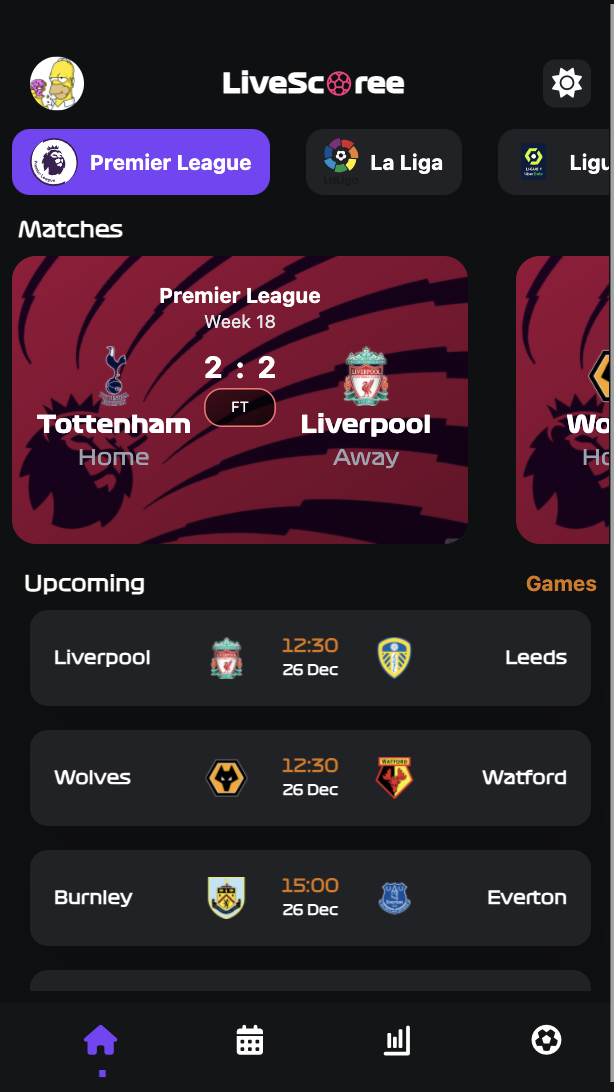 LiveScoree
Premier League
La Liga
Ligu
Matches
Premier League
Week 18
2 : 2
FT
Tottenham
Home
Liverpool
Away
Wo
Ho
Upcoming
Games
Liverpool
12:30
26 Dec
Leeds
Wolves
12:30
26 Dec
Watford
Burnley
15:00
26 Dec
Everton